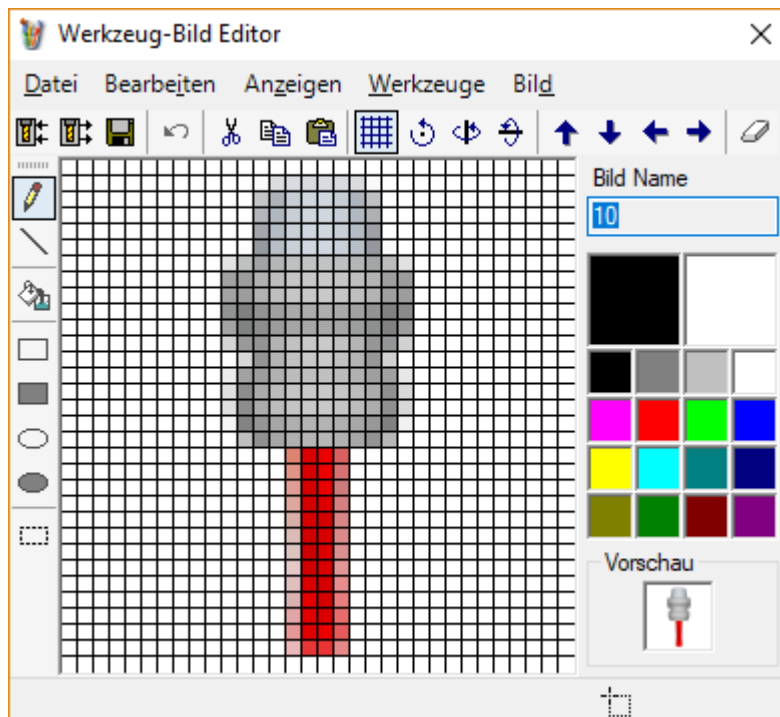 Werkzeug-Bild Editor
Datei Bearbeiten Anzeigen Werkzeuge Bild
Bild Name
10
Vorschau